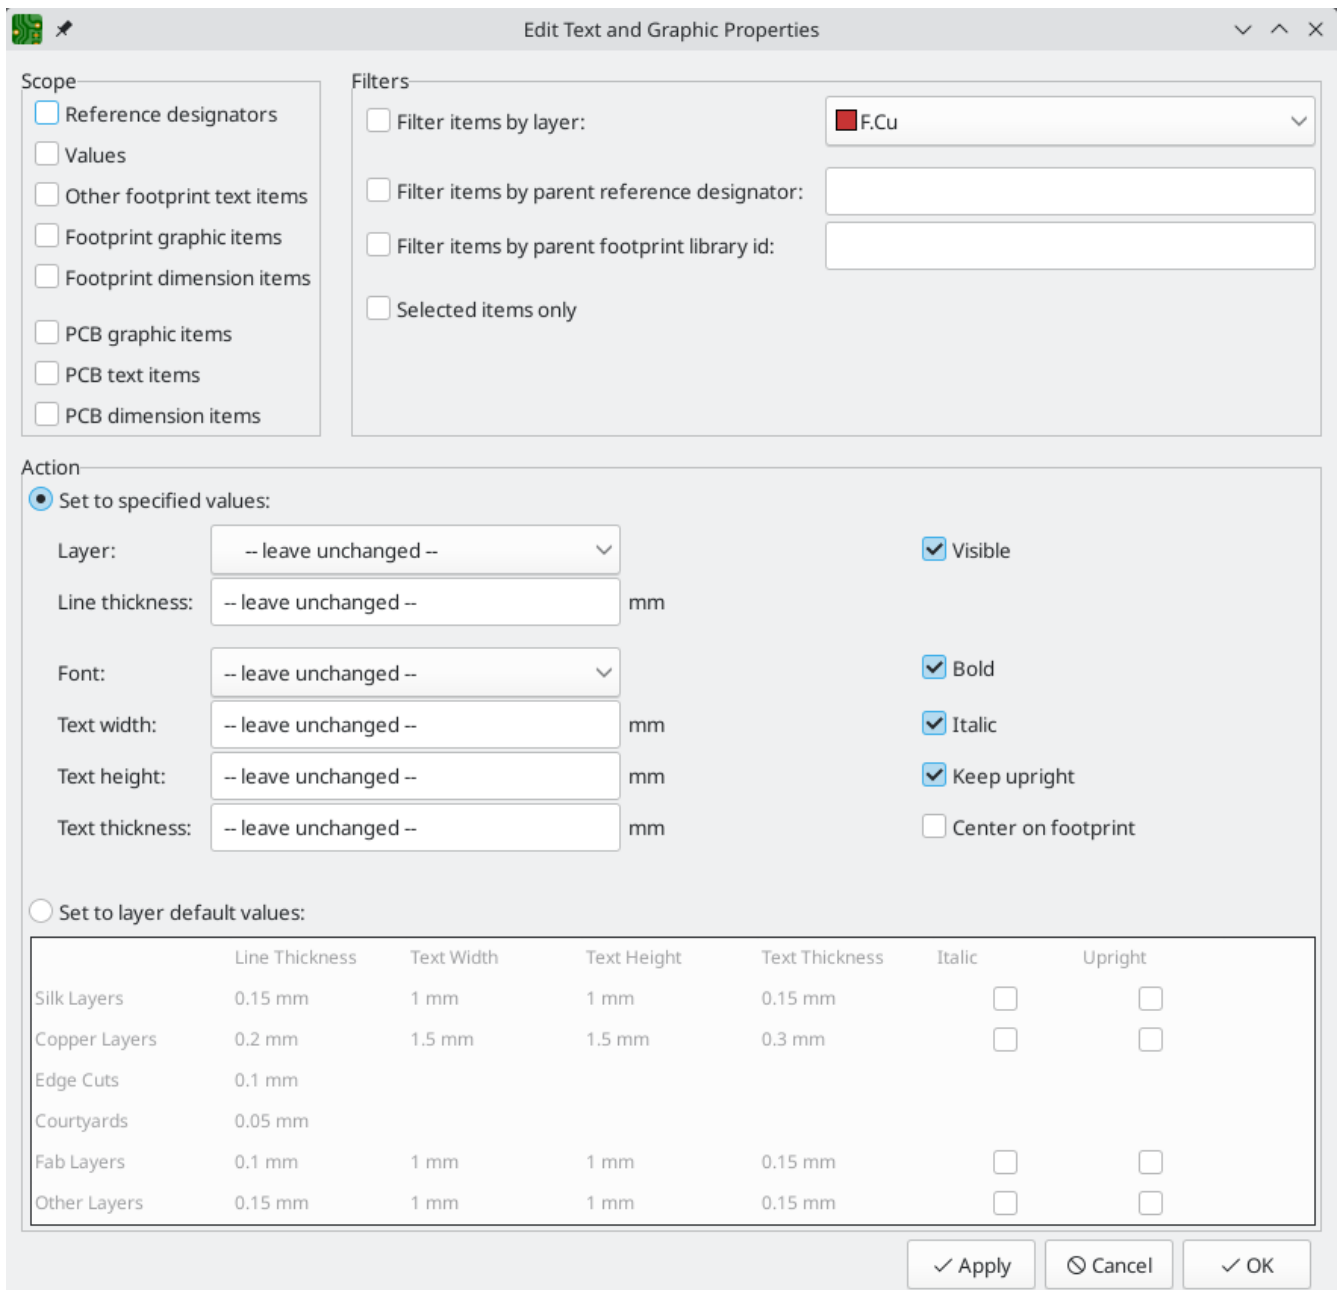 Edit Text and Graphic Properties
Scope
Reference designators
Values
Other footprint text items
Footprint graphic items
Footprint dimension items
PCB graphic items
PCB text items
PCB dimension items
Filters
Filter items by layer: F.Cu
Filter items by parent reference designator:
Filter items by parent footprint library id:
Selected items only
Action
Set to specified values:
Layer: -- leave unchanged -- Visible
Line thickness: -- leave unchanged -- mm
Font: -- leave unchanged -- Bold
Text width: -- leave unchanged -- mm Italic
Text height: -- leave unchanged -- mm Keep upright
Text thickness: -- leave unchanged -- mm Center on footprint
Set to layer default values:
Line Thickness Text Width Text Height Text Thickness Italic Upright
Silk Layers 0.15 mm 1 mm 1 mm 0.15 mm
Copper Layers 0.2 mm 1.5 mm 1.5 mm 0.3 mm
Edge Cuts 0.1 mm
Courtyards 0.05 mm
Fab Layers 0.1 mm 1 mm 1 mm 0.15 mm
Other Layers 0.15 mm 1 mm 1 mm 0.15 mm
Apply Cancel OK